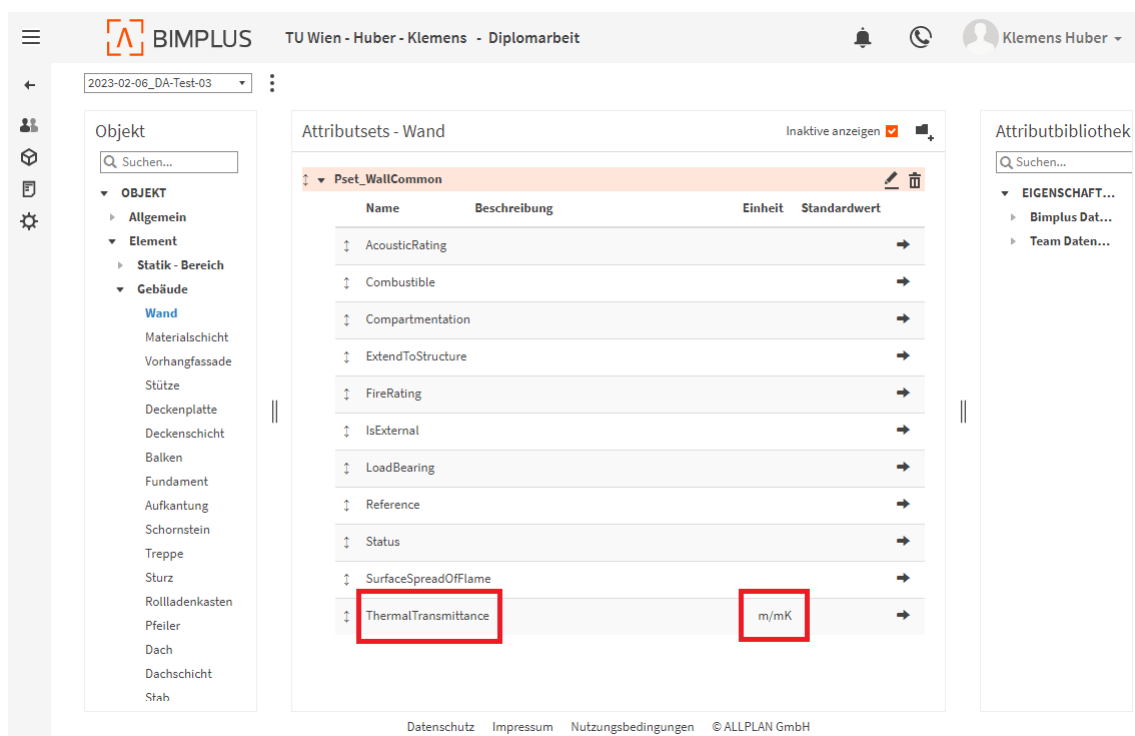 BIMPLUS TU Wien - Huber - Klemens - Diplomarbeit Klemens Huber
2023-02-06_DA-Test-03
Objekt
Suchen...
OBJEKT
Allgemein
Element
Statik - Bereich
Gebäude
Wand
Materialschicht
Vorhangfassade
Stütze
Deckenplatte
Deckenschicht
Balken
Fundament
Aufkantung
Schornstein
Treppe
Sturz
Rollladenkasten
Pfeiler
Dach
Dachschicht
Stab
Attributsets - Wand Inaktive anzeigen
Pset_WallCommon
Name Beschreibung Einheit Standardwert
AcousticRating
Combustible
Compartmentation
ExtendToStructure
FireRating
IsExternal
LoadBearing
Reference
Status
SurfaceSpreadOfFlame
ThermalTransmittance m/mK
Attributbibliothek
Suchen...
EIGENSCHAFT...
Bimplus Dat...
Team Daten...
Datenschutz Impressum Nutzungsbedingungen © ALLPLAN GmbH